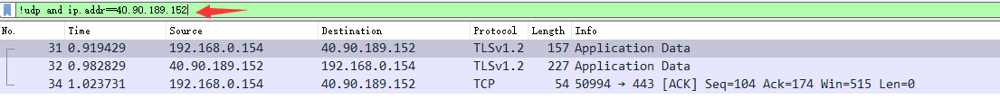 !udp and ip.addr==40.90.189.152
No. Time Source Destination Protocol Length Info
31 0.919429 192.168.0.154 40.90.189.152 TLSv1.2 157 Application Data
32 0.982829 40.90.189.152 192.168.0.154 TLSv1.2 227 Application Data
34 1.023731 192.168.0.154 40.90.189.152 TCP 54 50994 → 443 [ACK] Seq=104 Ack=174 Win=515 Len=0